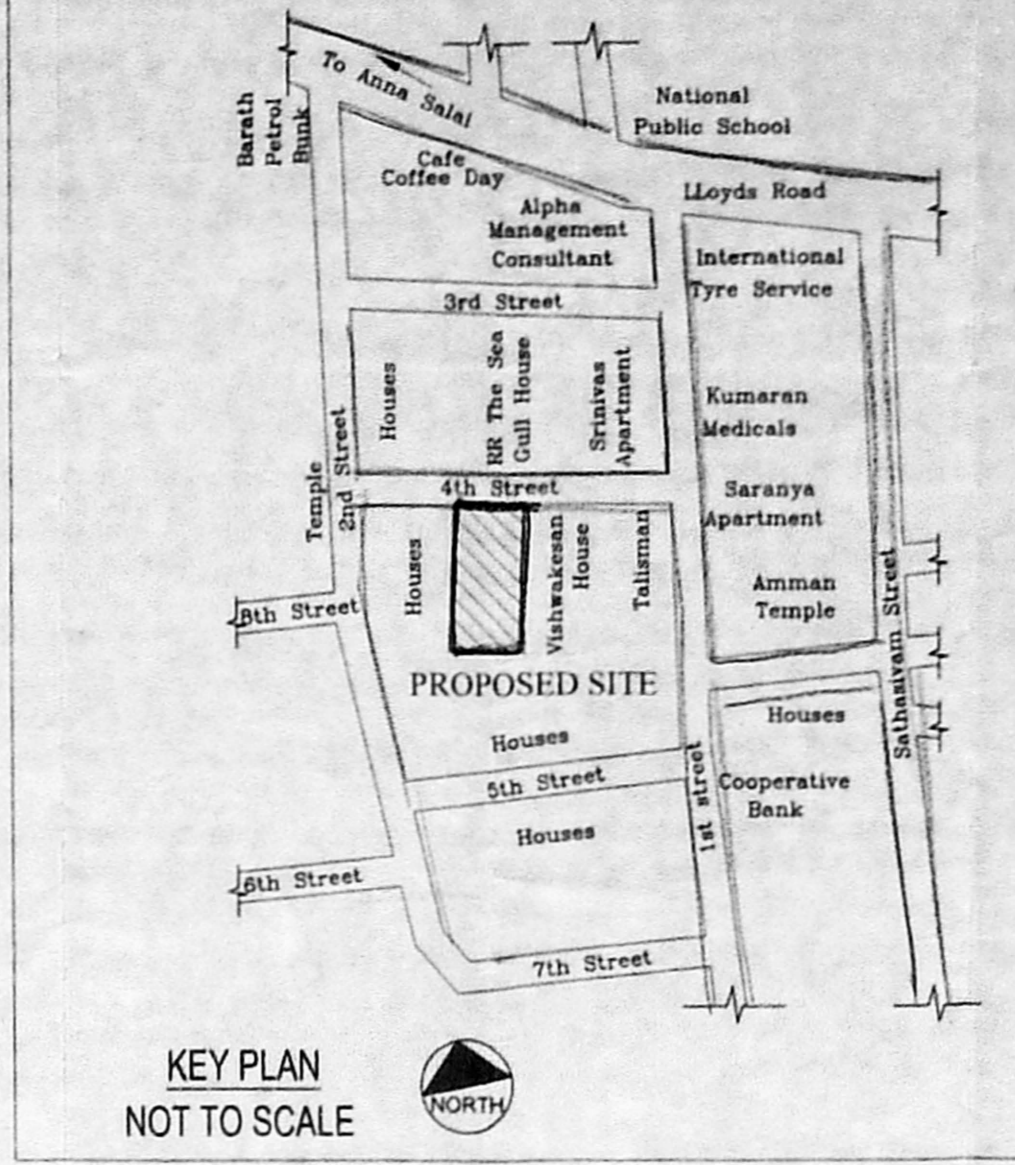 To Anna Salai
Barath
Petrol
Bunk
National
Public School
Cafe
Coffee Day
LLoyds Road
Alpha
Management
Consultant
International
Tyre Service
3rd Street
Houses
RR The Sea
Gull House
Srinivas
Apartment
Kumaran
Medicals
Temple
2nd Street
4th Street
Saranya
Apartment
Houses
Vishwakesan
House
Talisman
Amman
Temple
8th Street
Sathasivam Street
PROPOSED SITE
Houses
Houses
5th Street
1st street
Cooperative
Bank
Houses
6th Street
7th Street
KEY PLAN
NOT TO SCALE
NORTH